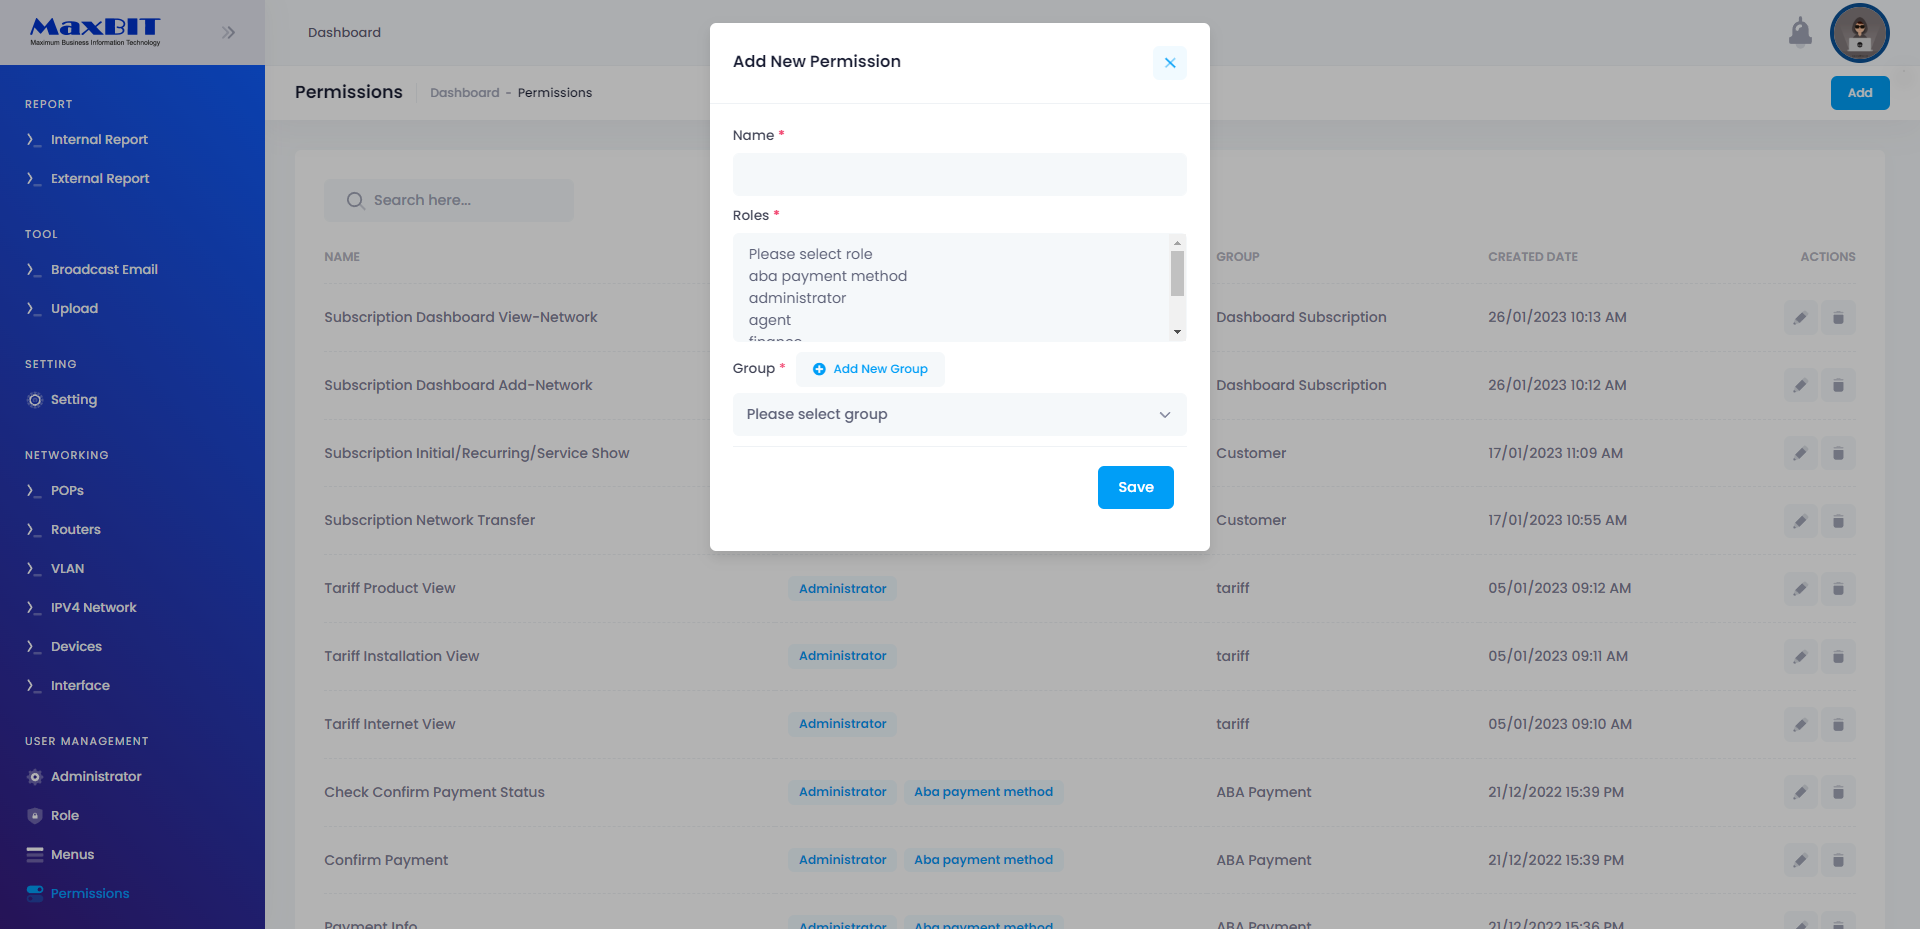 MaxBIT
Maximum Business Information Technology
Dashboard
REPORT
Internal Report
External Report
TOOL
Broadcast Email
Upload
SETTING
Setting
NETWORKING
POPs
Routers
VLAN
IPV4 Network
Devices
Interface
USER MANAGEMENT
Administrator
Role
Menus
Permissions
Permissions Dashboard - Permissions
Add
Search here...
NAME GROUP CREATED DATE ACTIONS
Subscription Dashboard View-Network Dashboard Subscription 26/01/2023 10:13 AM
Subscription Dashboard Add-Network Dashboard Subscription 26/01/2023 10:12 AM
Subscription Initial/Recurring/Service Show Customer 17/01/2023 11:09 AM
Subscription Network Transfer Customer 17/01/2023 10:55 AM
Tariff Product View Administrator tariff 05/01/2023 09:12 AM
Tariff Installation View Administrator tariff 05/01/2023 09:11 AM
Tariff Internet View Administrator tariff 05/01/2023 09:10 AM
Check Confirm Payment Status Administrator Aba payment method ABA Payment 21/12/2022 15:39 PM
Confirm Payment Administrator Aba payment method ABA Payment 21/12/2022 15:39 PM
Payment Info Administrator Aba payment method ABA Payment 21/12/2022 15:36 PM
Add New Permission
Name *
Roles *
Please select role
aba payment method
administrator
agent
finance
Group * Add New Group
Please select group
Save